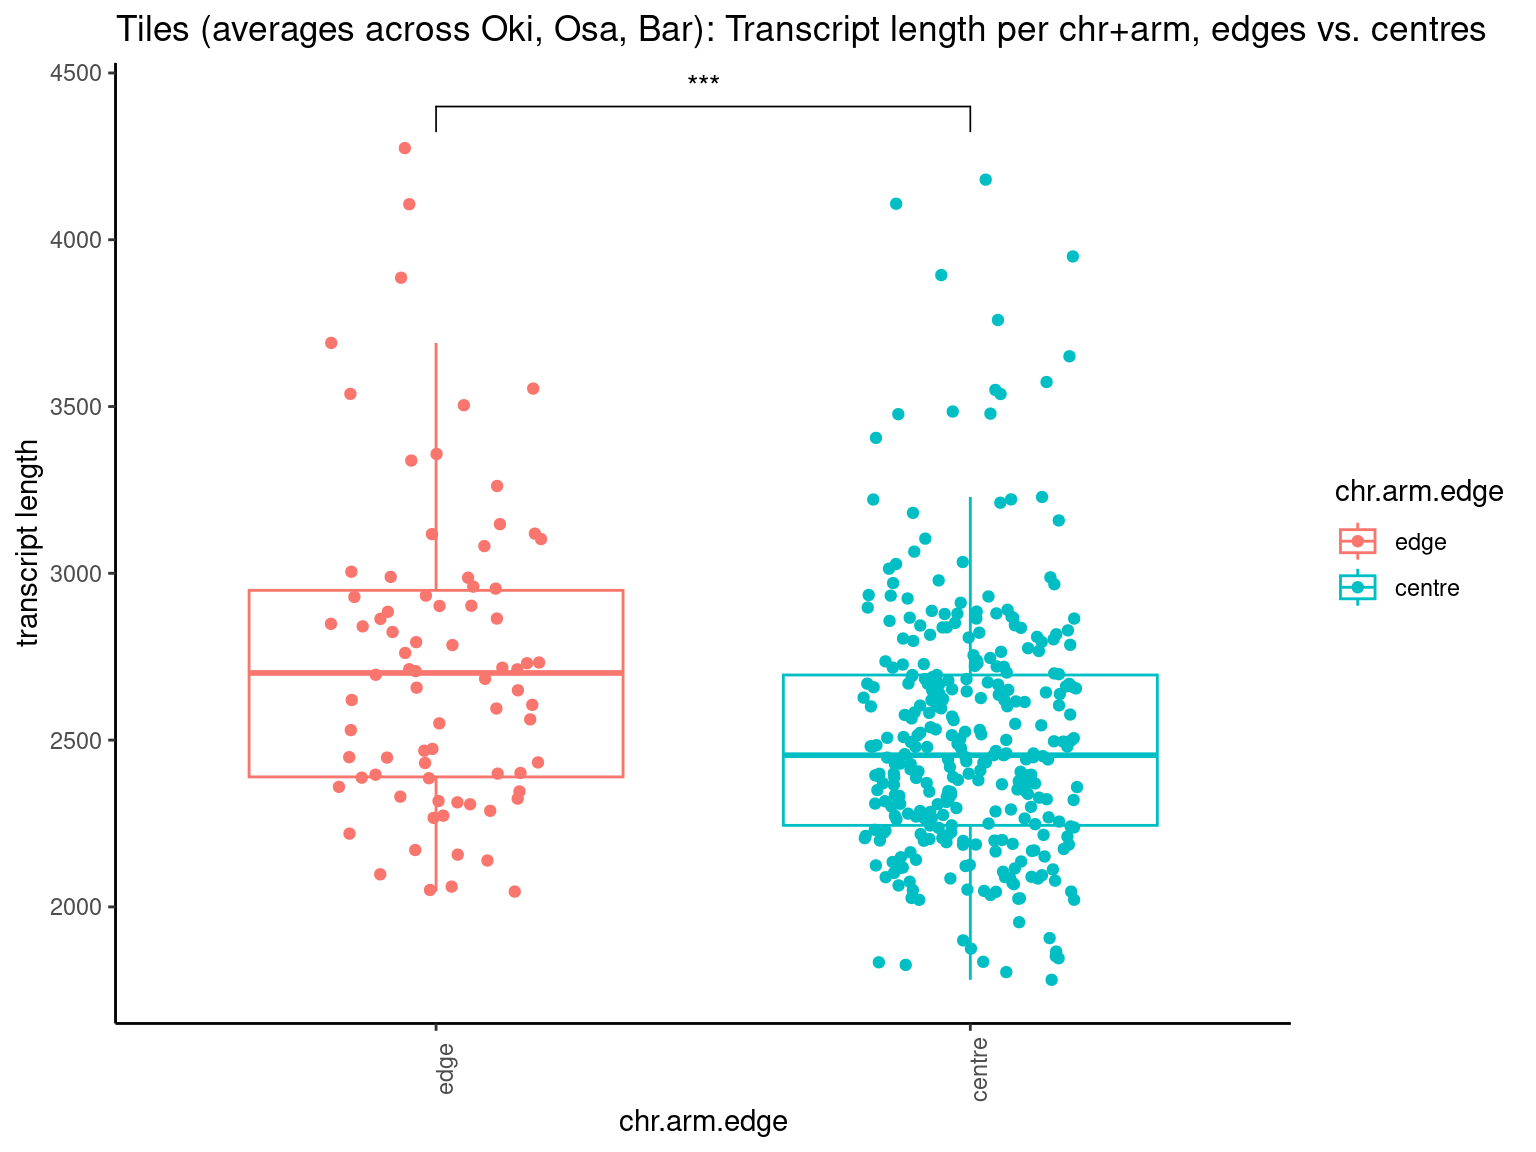 Tiles (averages across Oki, Osa, Bar): Transcript length per chr+arm, edges vs. centres
4500
4000
3500
3000
2500
2000
transcript length
***
edge
centre
chr.arm.edge
chr.arm.edge
edge
centre